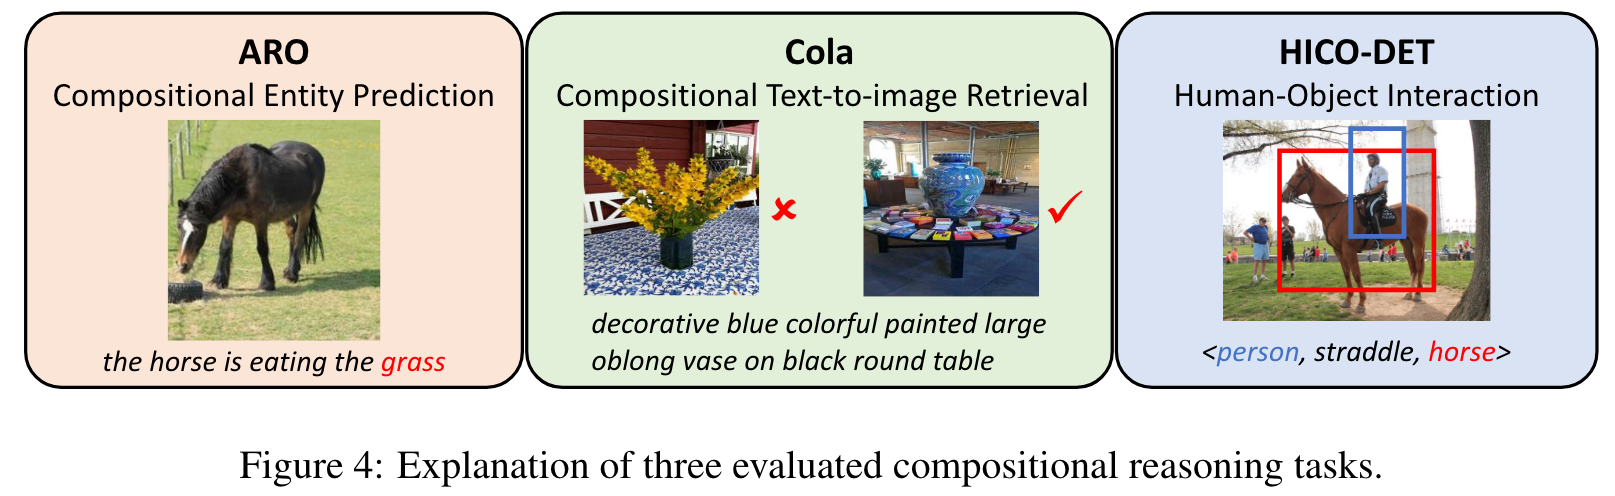 ARO
Compositional Entity Prediction
the horse is eating the grass
Cola
Compositional Text-to-image Retrieval
decorative blue colorful painted large
oblong vase on black round table
HICO-DET
Human-Object Interaction
<person, straddle, horse>
Figure 4: Explanation of three evaluated compositional reasoning tasks.